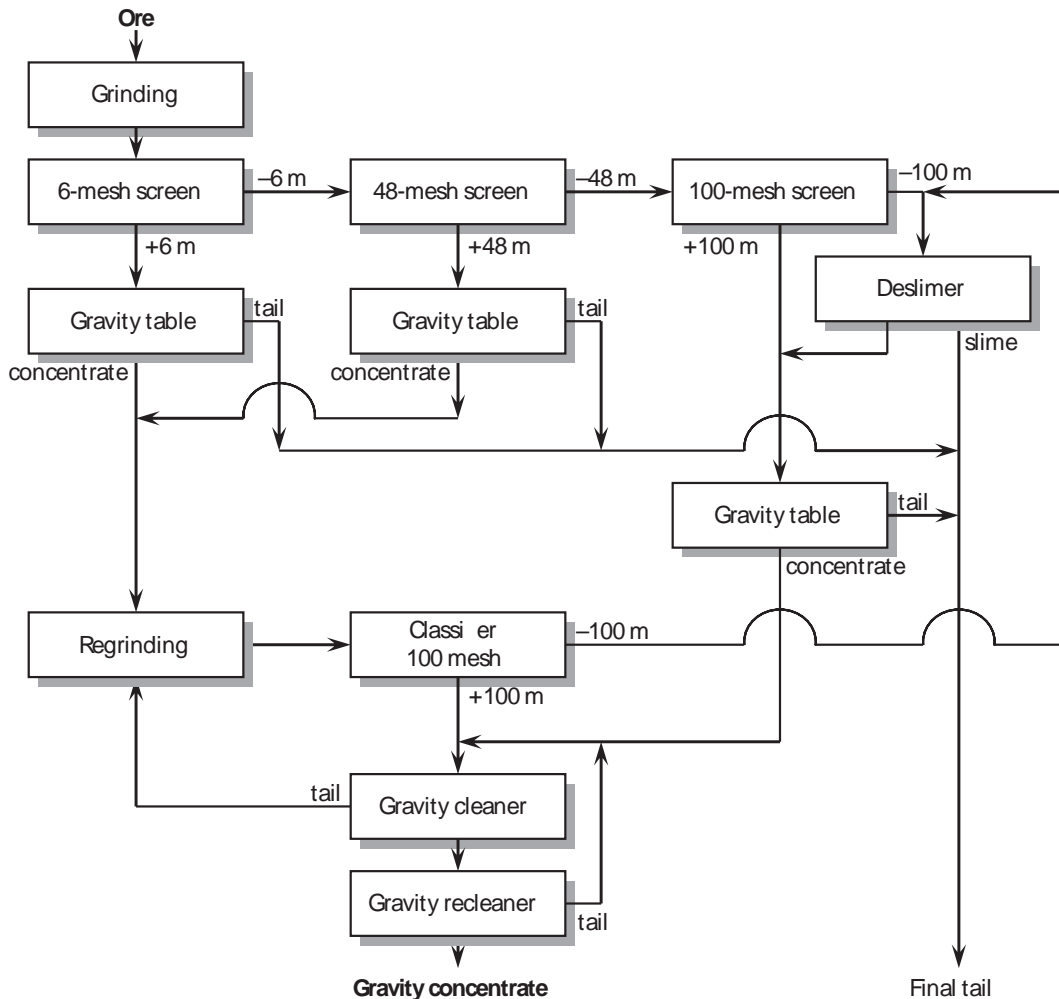 Ore
Grinding
6-mesh screen
–6 m
48-mesh screen
–48 m
100-mesh screen
–100 m
+6 m
+48 m
+100 m
Deslimer
slime
Gravity table
tail
concentrate
Gravity table
tail
concentrate
Gravity table
tail
concentrate
Regrinding
Classi er
100 mesh
–100 m
+100 m
tail
Gravity cleaner
Gravity recleaner
tail
Gravity concentrate
Final tail